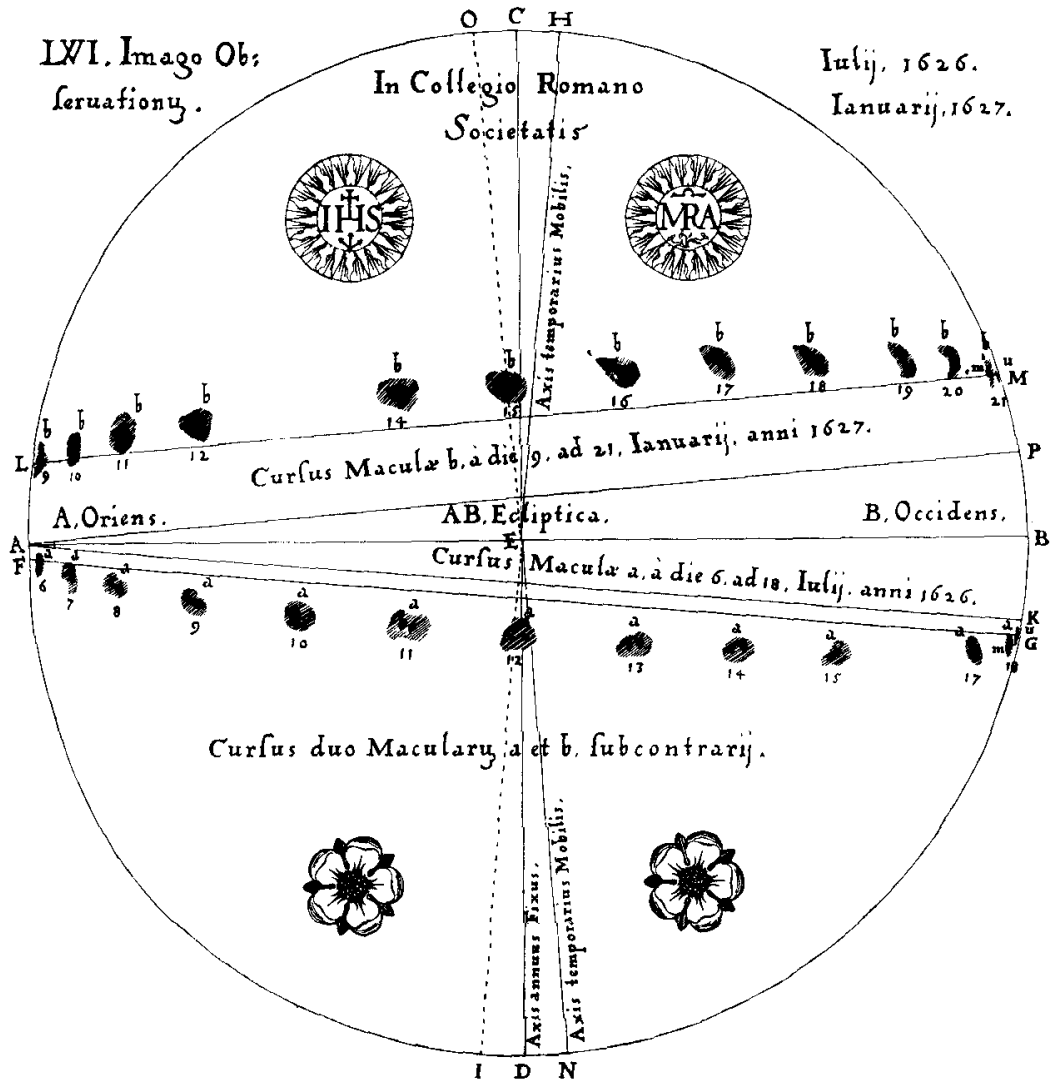 O C H
LVI. Imago Ob:
seruationũ.
Iulij. 1626.
Ianuarij. 1627.
In Collegio Romano
Societatis
IHS
MRA
Axis temporarius Mobilis.
b b b b b b b b b b b b
L 9 10 11 12 14 15 16 17 18 19 20 m 21 u M
Cursus Maculæ b, à die 9, ad 21, Ianuarij. anni 1627.
P
A, Oriens.
AB, Ecliptica.
B, Occidens.
A E B
Cursus Maculæ a, à die 6, ad 18, Iulij. anni 1626.
K
F G
a a a a a a a a a a a a
6 7 8 9 10 11 12 13 14 15 17 m 18 u
Cursus duo Macularũ a et b, subcontrarij.
Axis annuus Fixus.
Axis temporarius Mobilis.
I D N